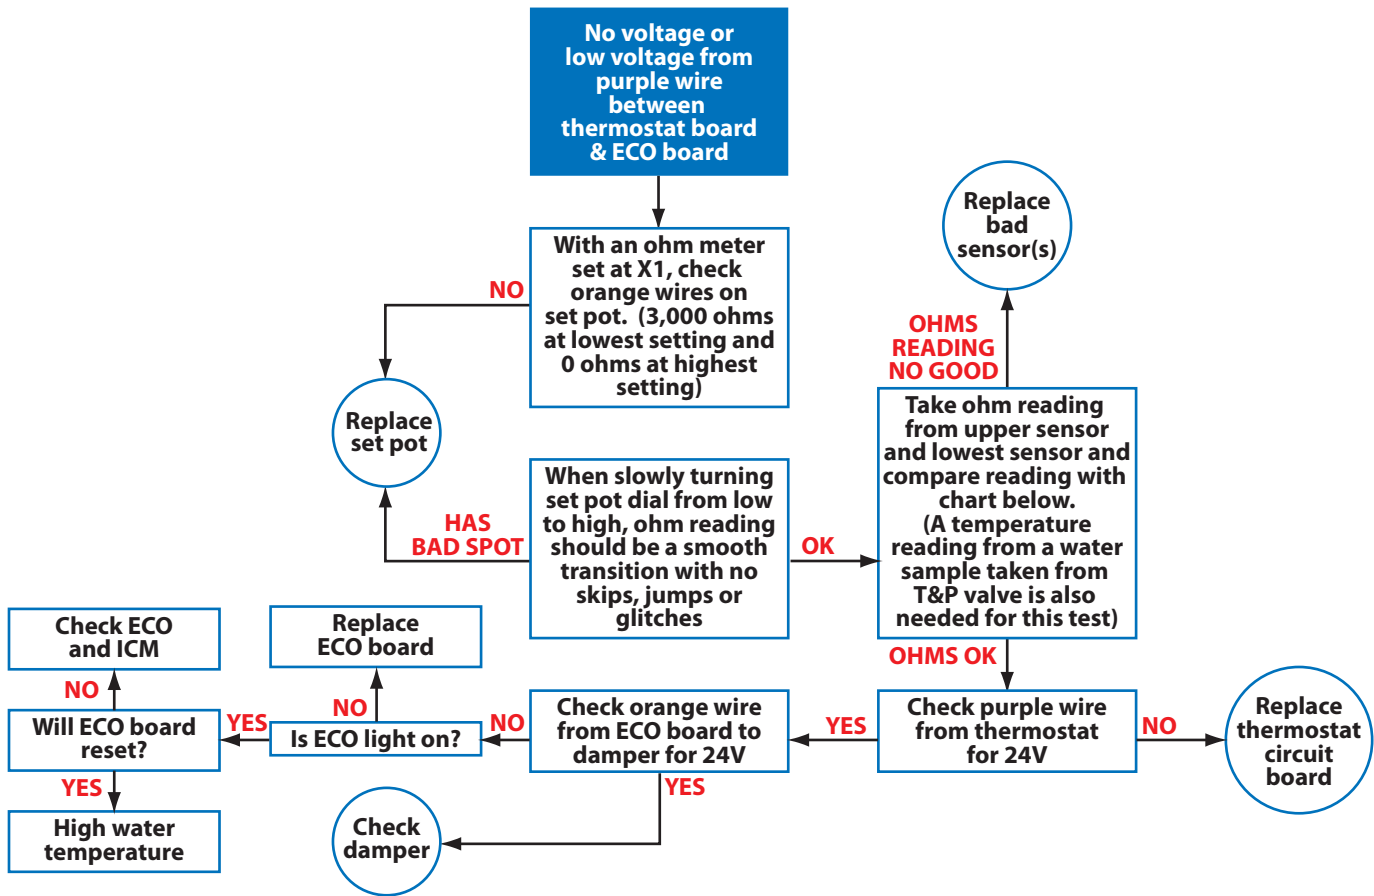 No voltage or
low voltage from
purple wire
between
thermostat board
& ECO board
With an ohm meter
set at X1, check
orange wires on
set pot.  (3,000 ohms
at lowest setting and
0 ohms at highest
setting)
NO
Replace
set pot
When slowly turning
set pot dial from low
to high, ohm reading
should be a smooth
transition with no
skips, jumps or
glitches
HAS
BAD SPOT
OK
Replace
bad
sensor(s)
OHMS
READING
NO GOOD
Take ohm reading
from upper sensor
and lowest sensor and
compare reading with
chart below.
(A temperature
reading from a water
sample taken from
T&P valve is also
needed for this test)
OHMS OK
Check purple wire
from thermostat
for 24V
NO
Replace
thermostat
circuit
board
YES
Check orange wire
from ECO board to
damper for 24V
YES
Check
damper
NO
Is ECO light on?
NO
Replace
ECO board
YES
Will ECO board
reset?
NO
Check ECO
and ICM
YES
High water
temperature